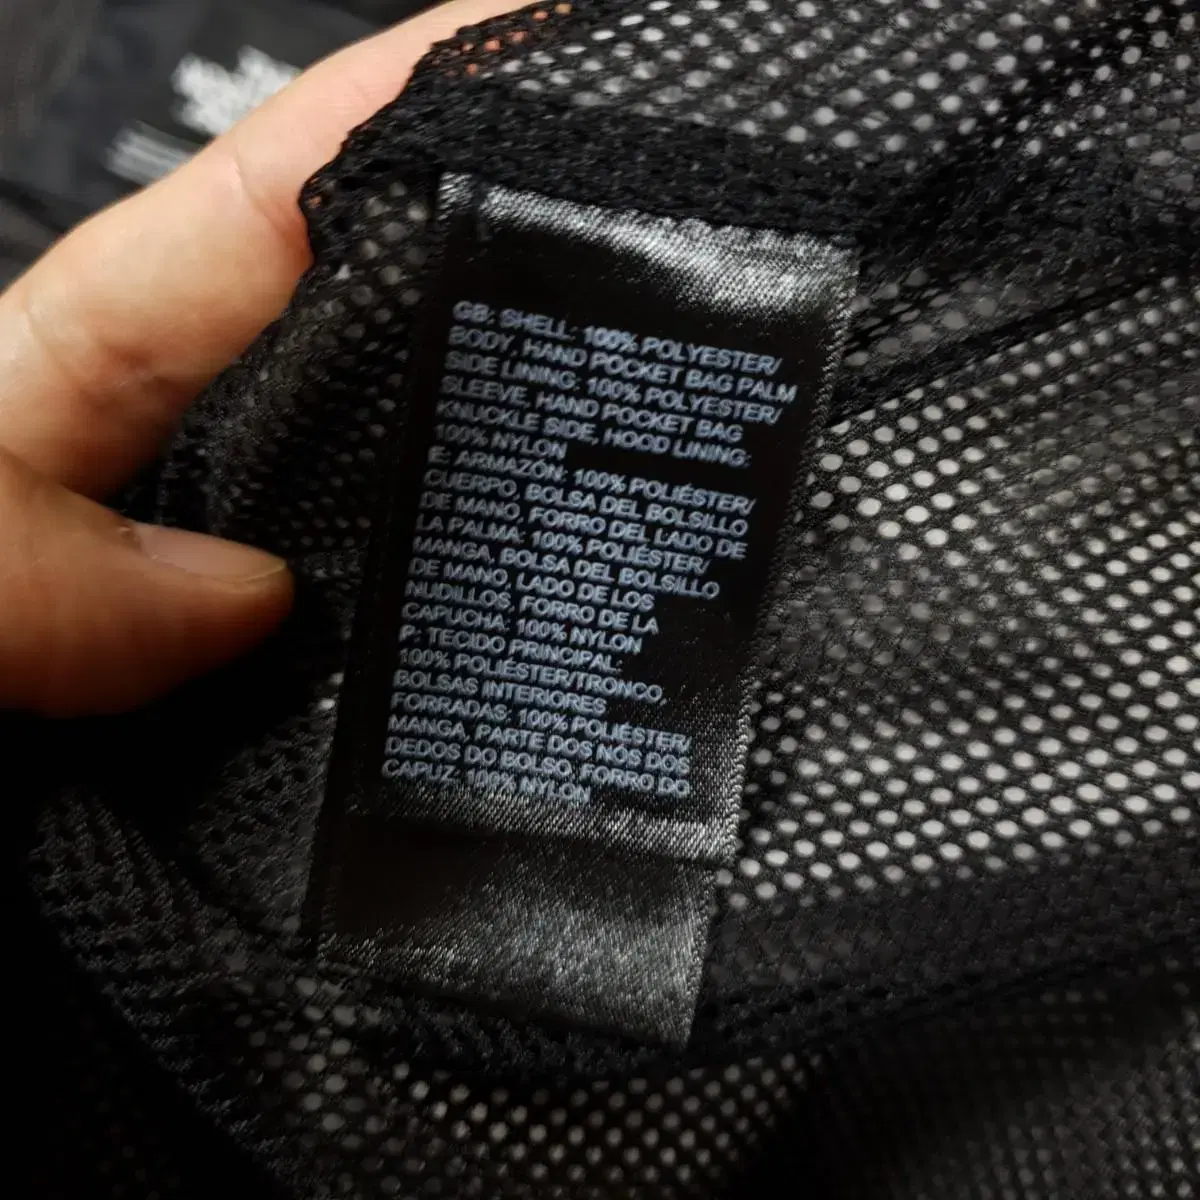 GB: SHELL: 100% POLYESTER/
BODY, HAND POCKET BAG PALM
SIDE LINING: 100% POLYESTER/
SLEEVE, HAND POCKET BAG
KNUCKLE SIDE, HOOD LINING:
100% NYLON
E: ARMAZÓN: 100% POLIÉSTER/
CUERPO, BOLSA DEL BOLSILLO
DE MANO, FORRO DEL LADO DE
LA PALMA: 100% POLIÉSTER/
MANGA, BOLSA DEL BOLSILLO
DE MANO, LADO DE LOS
NUDILLOS, FORRO DE LA
CAPUCHA: 100% NYLON
P: TECIDO PRINCIPAL:
100% POLIÉSTER/TRONCO,
BOLSAS INTERIORES
FORRADAS: 100% POLIÉSTER/
MANGA, PARTE DOS NÓS DOS
DEDOS DO BOLSO, FORRO DO
CAPUZ: 100% NYLON